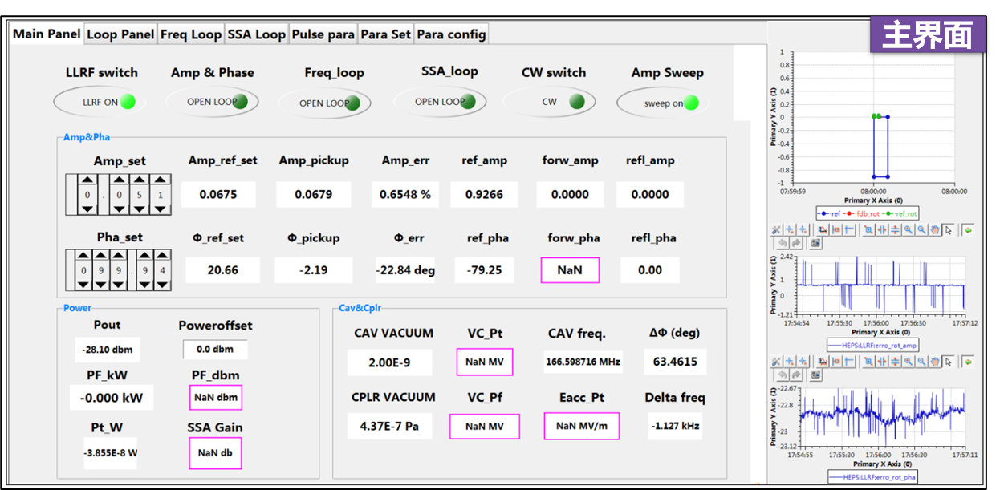 主界面
Main Panel Loop Panel Freq Loop SSA Loop Pulse para Para Set Para config
LLRF switch Amp & Phase Freq_loop SSA_loop CW switch Amp Sweep
LLRF ON OPEN LOOP OPEN LOOP OPEN LOOP CW sweep on
Amp&Pha
Amp_set Amp_ref_set Amp_pickup Amp_err ref_amp forw_amp refl_amp
0.051 0.0675 0.0679 0.6548 % 0.9266 0.0000 0.0000
Pha_set Φ_ref_set Φ_pickup Φ_err ref_pha forw_pha refl_pha
099.94 20.66 -2.19 -22.84 deg -79.25 NaN 0.00
Power
Pout Poweroffset
-28.10 dbm 0.0 dbm
PF_kW PF_dbm
-0.000 kW NaN dbm
Pt_W SSA Gain
-3.855E-8 W NaN db
Cav&Cplr
CAV VACUUM VC_Pt CAV freq. ΔΦ (deg)
2.00E-9 NaN MV 166.598716 MHz 63.4615
CPLR VACUUM VC_Pf Eacc_Pt Delta freq
4.37E-7 Pa NaN MV NaN MV/m -1.127 kHz
Primary Y Axis (1)
1
0.8
0.6
0.4
0.2
0
-0.2
-0.4
-0.6
-0.8
-1
07:59:59 08:00:00 08:00:00
Primary X Axis (0)
ref fdb_rot ref_rot
Primary Y Axis (1)
2.42
1
0
-1.21
17:54:54 17:55:30 17:56:00 17:56:30 17:57:12
Primary X Axis (0)
HEPS:LLRF:erro_rot_amp
Primary Y Axis (1)
-22.67
-22.8
-23
-23.12
17:54:55 17:55:30 17:56:00 17:56:30 17:57:11
Primary X Axis (0)
HEPS:LLRF:erro_rot_pha